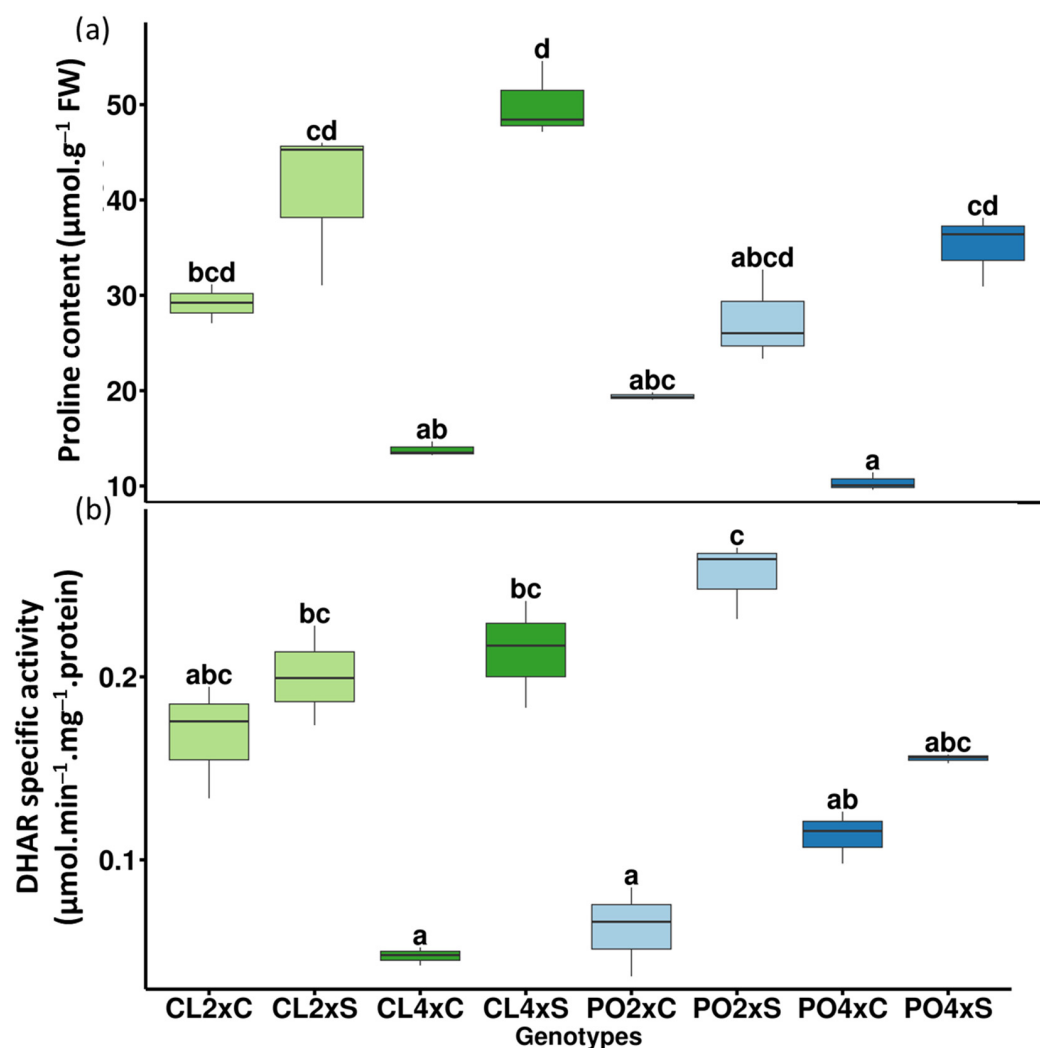 (a)
Proline content (µmol.g⁻¹ FW)
50
40
30
20
10
bcd
cd
ab
d
abc
abcd
a
cd
(b)
DHAR specific activity
(µmol.min⁻¹.mg⁻¹.protein)
0.2
0.1
abc
bc
a
bc
a
c
ab
abc
CL2xC CL2xS CL4xC CL4xS PO2xC PO2xS PO4xC PO4xS
Genotypes